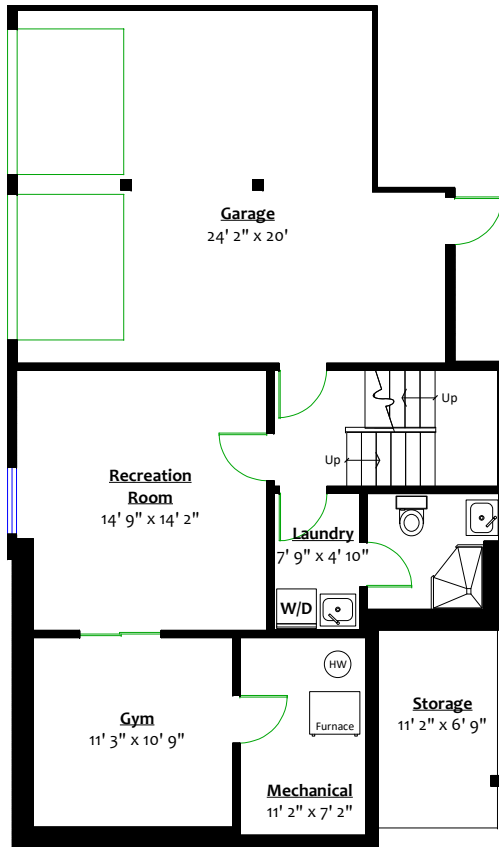 Garage
24' 2" x 20'
Up
Up
Recreation
Room
14' 9" x 14' 2"
Laundry
7' 9" x 4' 10"
W/D
HW
Furnace
Gym
11' 3" x 10' 9"
Storage
11' 2" x 6' 9"
Mechanical
11' 2" x 7' 2"